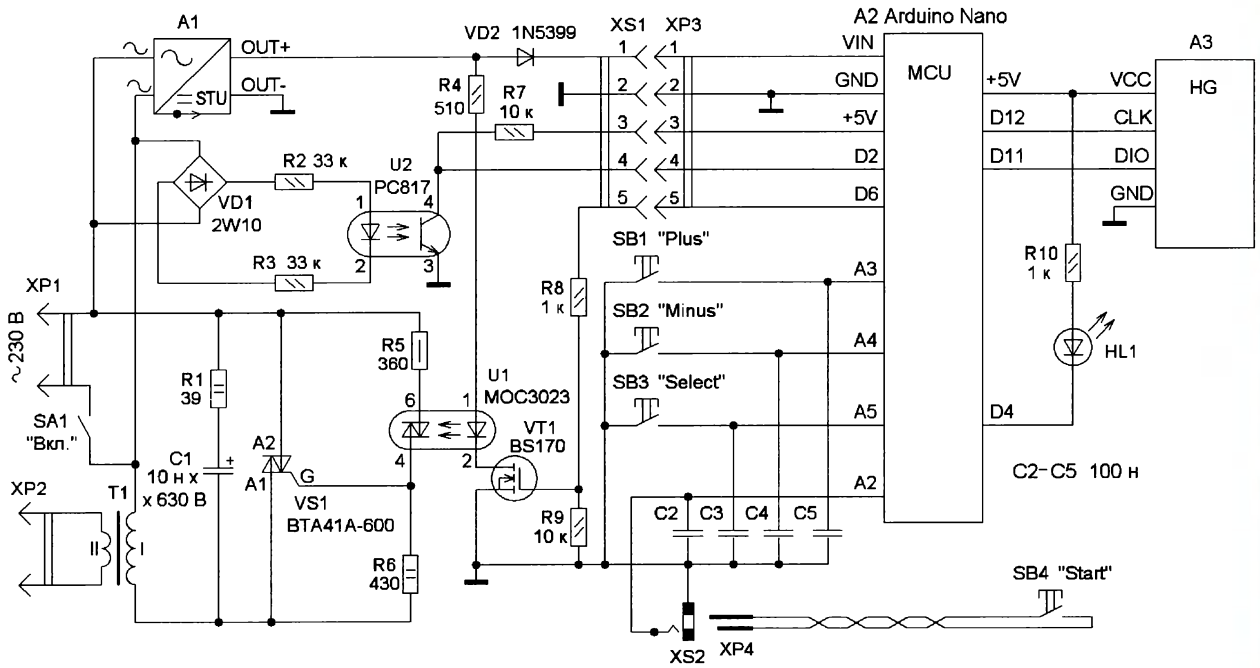 A1
OUT+
OUT-
STU
VD2 1N5399
XS1 XP3
A2 Arduino Nano
A3
R4
510
R7
10 к
1 1
2 2
3 3
4 4
5 5
VIN
GND
+5V
D2
D6
MCU
+5V
D12
D11
VCC
CLK
DIO
GND
HG
VD1
2W10
R2 33 к
R3 33 к
U2
PC817
1
2
4
3
SB1 "Plus"
SB2 "Minus"
SB3 "Select"
A3
A4
A5
A2
D4
R10
1 к
HL1
C2–C5 100 н
XP1
~230 В
SA1
"Вкл."
XP2
T1
II
I
R1
39
C1
10 н x
x 630 В
+
A2
A1
G
VS1
BTA41A-600
R5
360
6
4
1
2
U1
MOC3023
VT1
BS170
R8
1 к
R9
10 к
R6
430
C2 C3 C4 C5
XS2
XP4
SB4 "Start"